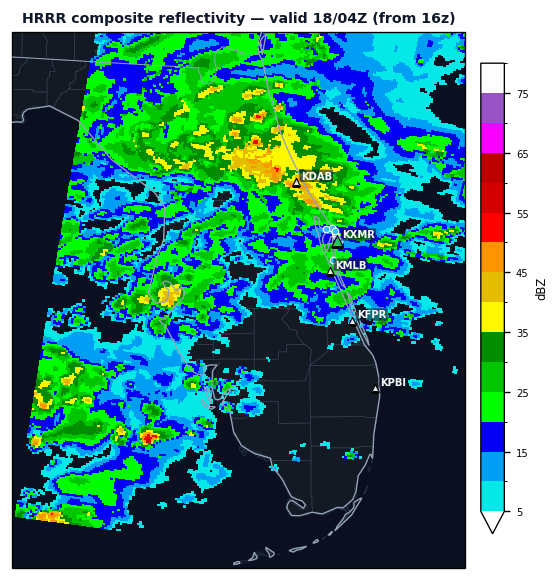 HRRR composite reflectivity — valid 18/04Z (from 16z)
KDAB
KXMR
KMLB
KFPR
KPBI
75
65
55
45
35
25
15
5
dBZ